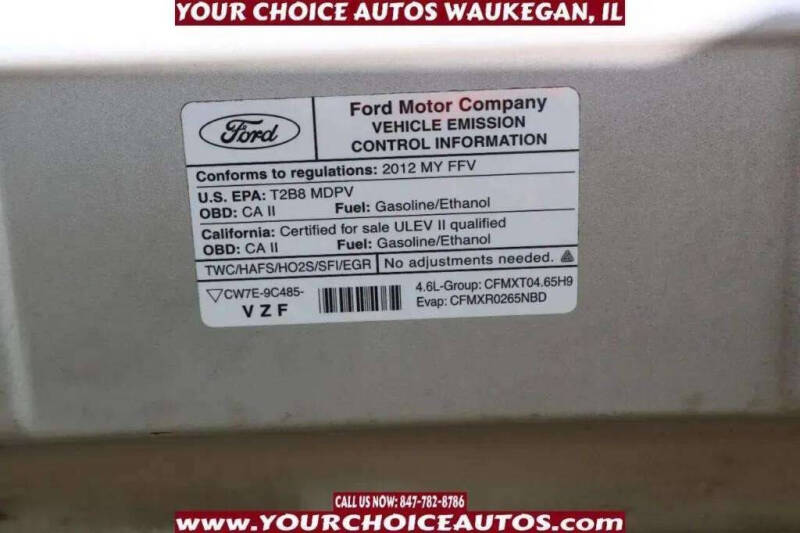 YOUR CHOICE AUTOS WAUKEGAN, IL
Ford
Ford Motor Company
VEHICLE EMISSION
CONTROL INFORMATION
Conforms to regulations: 2012 MY FFV
U.S. EPA: T2B8 MDPV
OBD: CA II Fuel: Gasoline/Ethanol
California: Certified for sale ULEV II qualified
OBD: CA II Fuel: Gasoline/Ethanol
TWC/HAFS/HO2S/SFI/EGR No adjustments needed.
CW7E-9C485-
VZF
4.6L-Group: CFMXT04.65H9
Evap: CFMXR0265NBD
CALL US NOW: 847-782-8786
WWW.YOURCHOICEAUTOS.COM